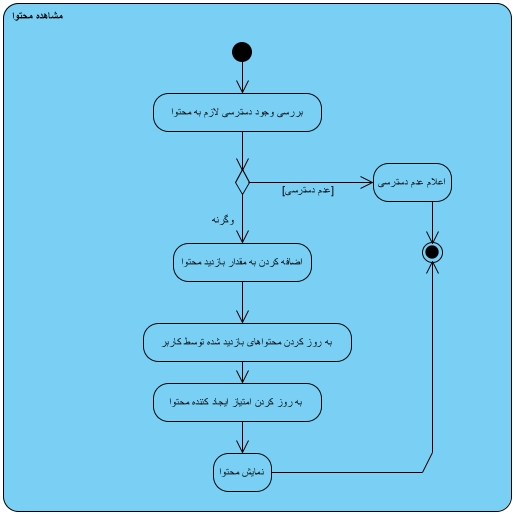 مشاهده محتوا
بررسی وجود دسترسی لازم به محتوا
اعلام عدم دسترسی
[عدم دسترسی]
وگرنه
اضافه کردن به مقدار بازدید محتوا
به روز کردن محتواهای بازدید شده توسط کاربر
به روز کردن امتیاز ایجاد کننده محتوا
نمایش محتوا